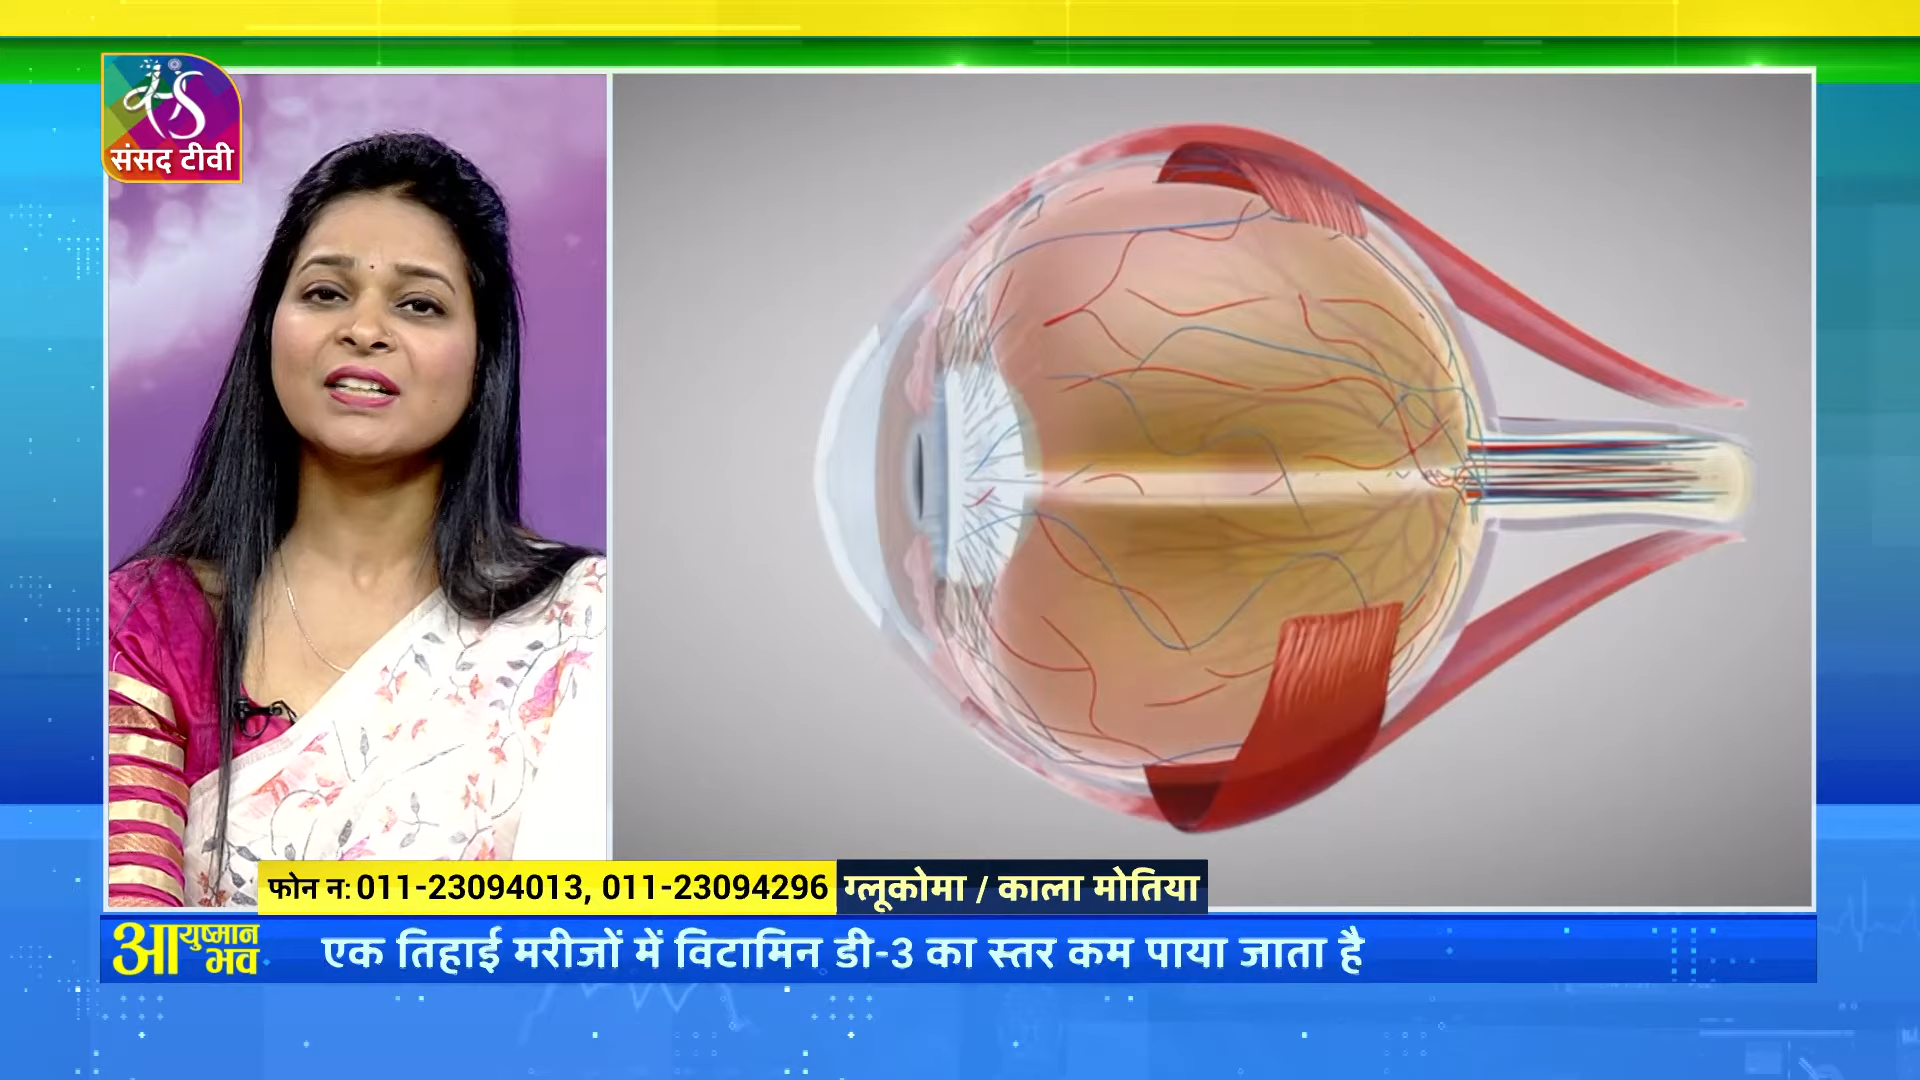 संसद टीवी
फोन न: 011-23094013, 011-23094296
ग्लूकोमा / काला मोतिया
आयुष्मान भव
एक तिहाई मरीजों में विटामिन डी-3 का स्तर कम पाया जाता है